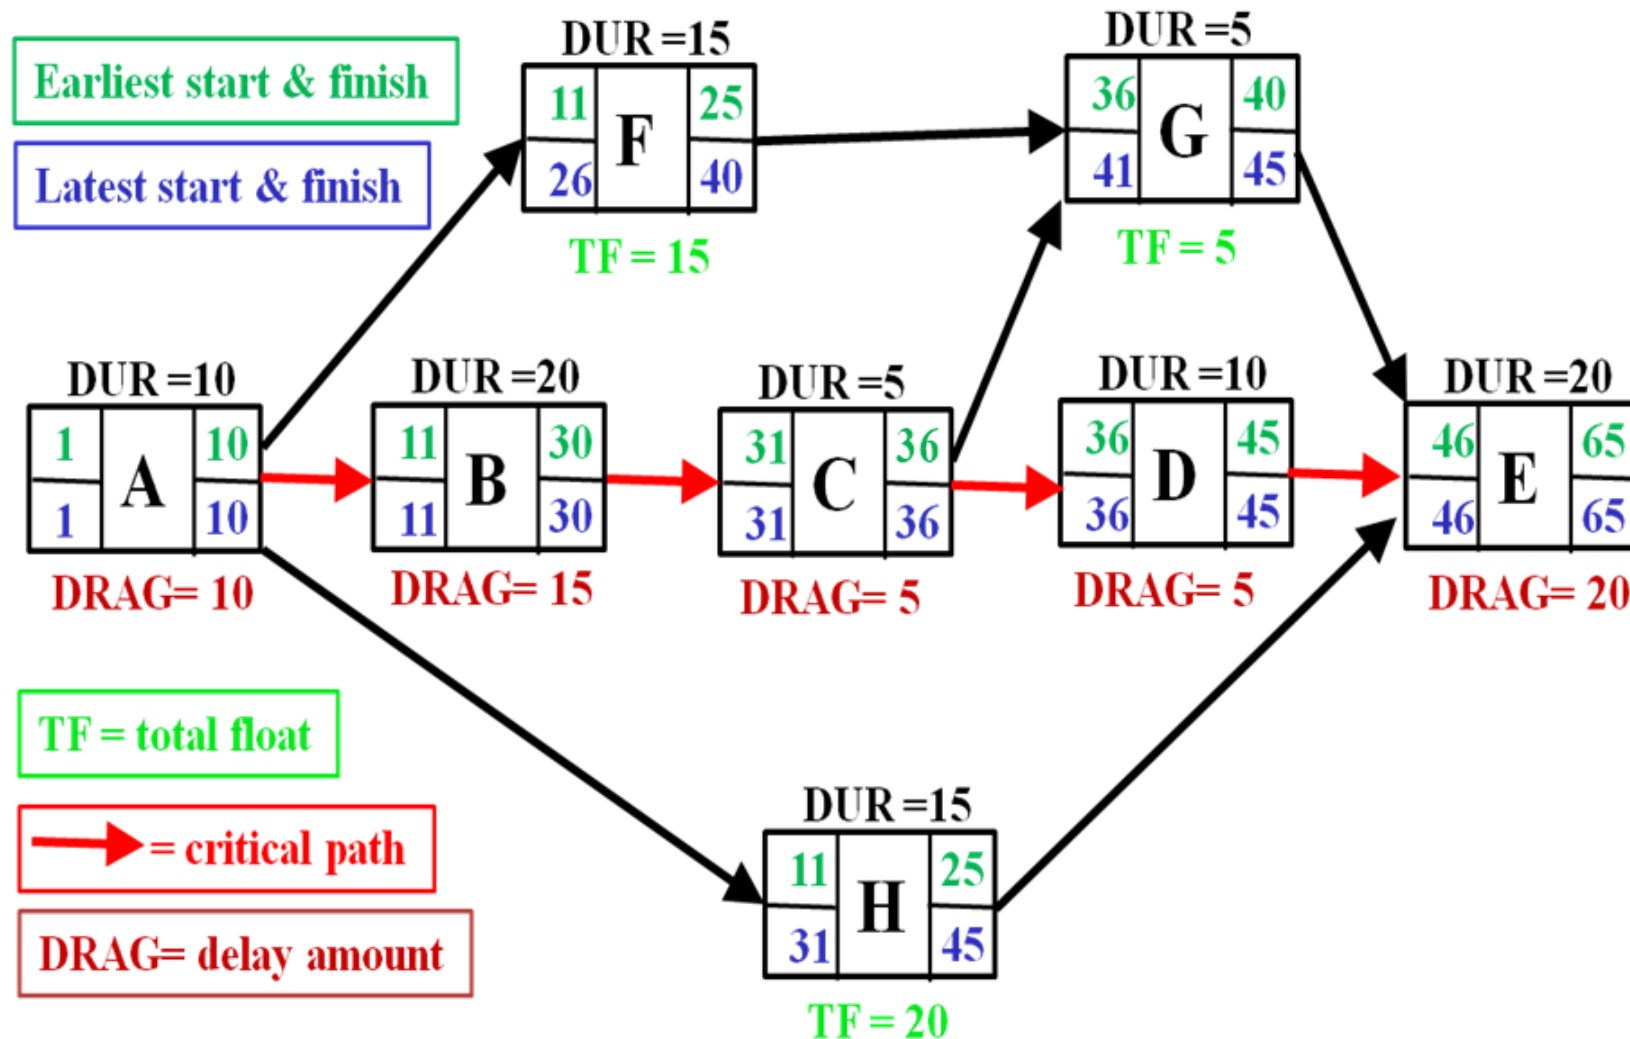 DUR =15
DUR =5
Earliest start & finish
11 F 25
26 40
36 G 40
41 45
Latest start & finish
TF = 15
TF = 5
DUR =10
DUR =20
DUR =5
DUR =10
DUR =20
1 A 10
1 10
11 B 30
11 30
31 C 36
31 36
36 D 45
36 45
46 E 65
46 65
DRAG= 10
DRAG= 15
DRAG= 5
DRAG= 5
DRAG= 20
TF = total float
= critical path
DRAG= delay amount
DUR =15
11 H 25
31 45
TF = 20